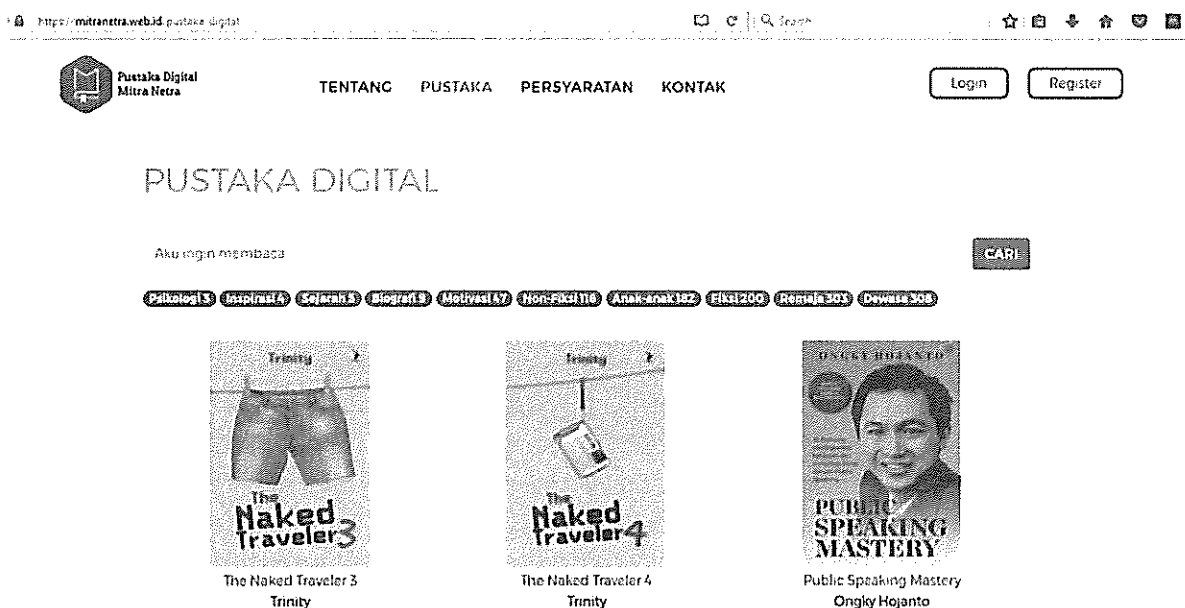 https://mitranetra.web.id/pustaka-digital
Search
Pustaka Digital
Mitra Netra
TENTANG PUSTAKA PERSYARATAN KONTAK
Login Register
PUSTAKA DIGITAL
Aku ingin membaca
CARI
Psikologi 3 Inspirasi 4 Sejarah 5 Biografi 9 Motivasi 47 Non-Fiksi 116 Anak-anak 182 Fiksi 200 Remaja 303 Dewasa 308
Trinity
The
Naked
Traveler 3
Trinity
The
Naked
Traveler 4
ONGKY HOJANTO
PUBLIC
SPEAKING
MASTERY
The Naked Traveler 3
Trinity
The Naked Traveler 4
Trinity
Public Speaking Mastery
Ongky Hojanto